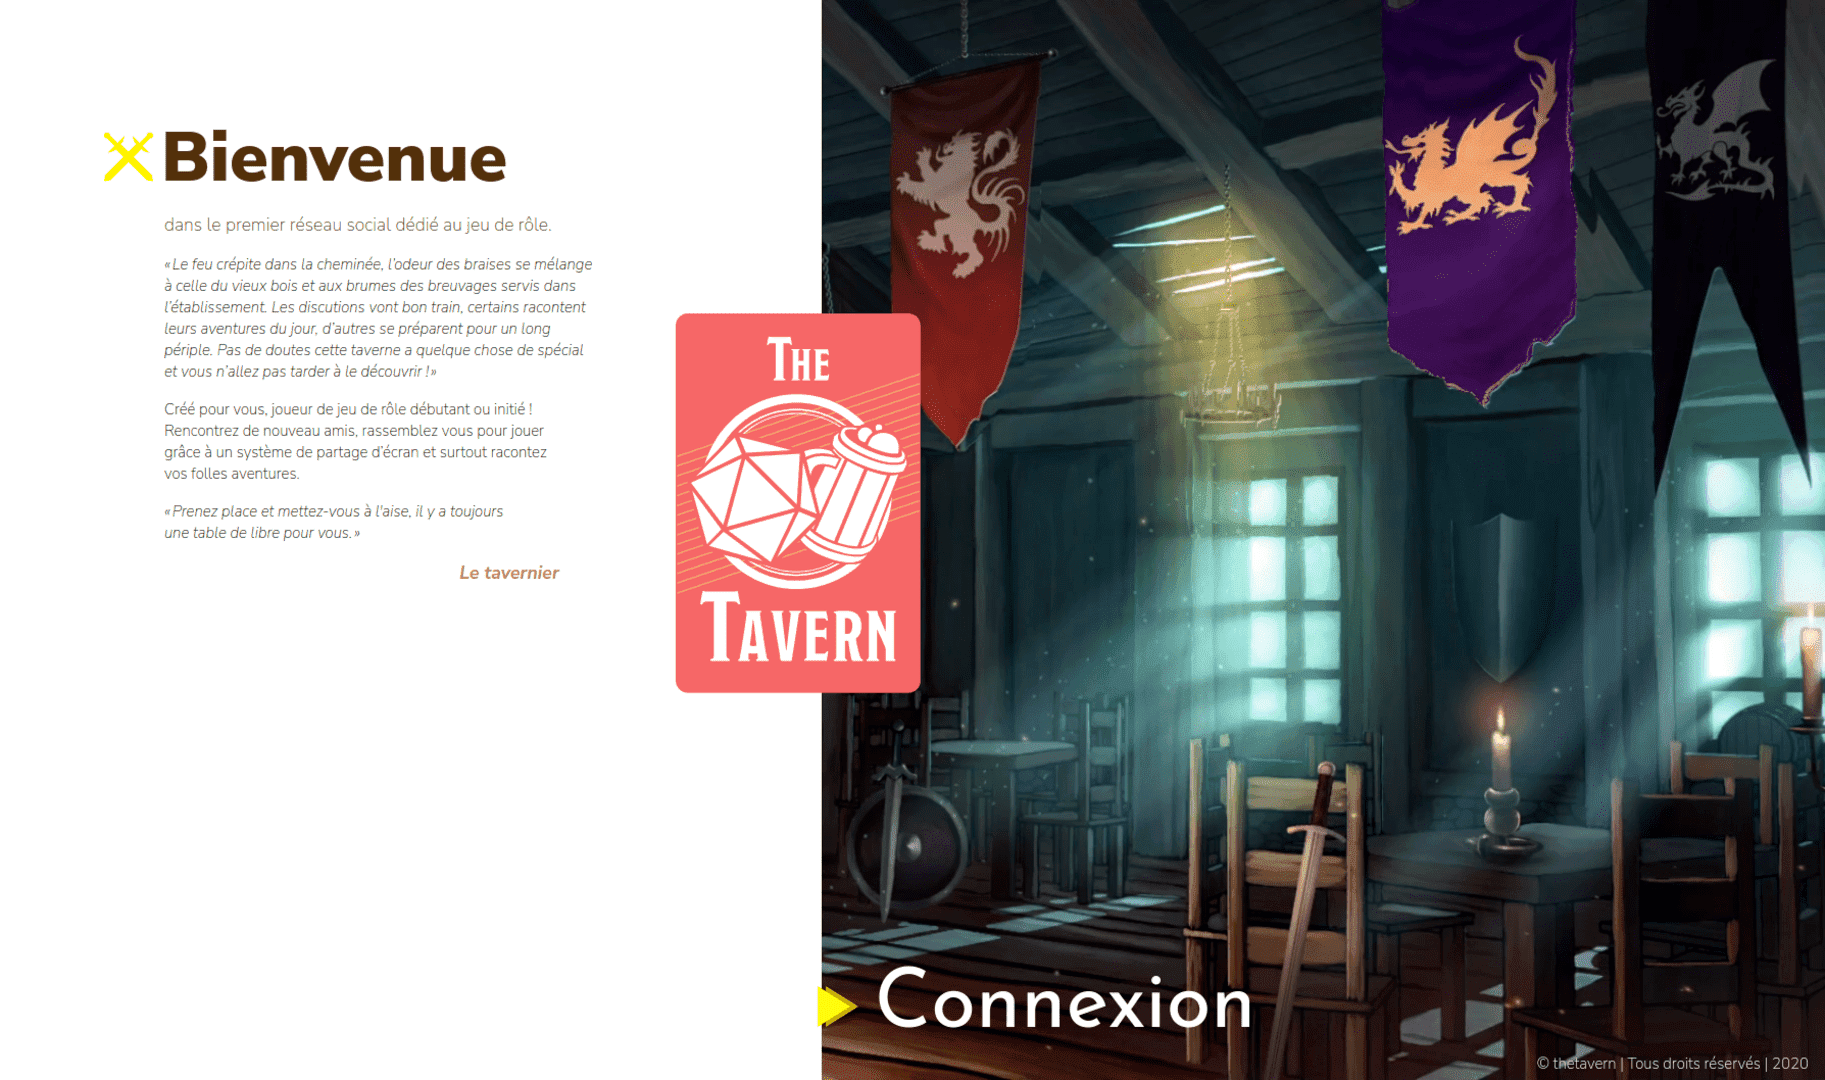 Bienvenue
dans le premier réseau social dédié au jeu de rôle.
« Le feu crépite dans la cheminée, l'odeur des braises se mélange
à celle du vieux bois et aux brumes des breuvages servis dans
l'établissement. Les discutions vont bon train, certains racontent
leurs aventures du jour, d'autres se préparent pour un long
périple. Pas de doutes cette taverne a quelque chose de spécial
et vous n'allez pas tarder à le découvrir ! »
Créé pour vous, joueur de jeu de rôle débutant ou initié !
Rencontrez de nouveau amis, rassemblez vous pour jouer
grâce à un système de partage d'écran et surtout racontez
vos folles aventures.
« Prenez place et mettez-vous à l'aise, il y a toujours
une table de libre pour vous. »
Le tavernier
THE
TAVERN
Connexion
© thetavern | Tous droits réservés | 2020